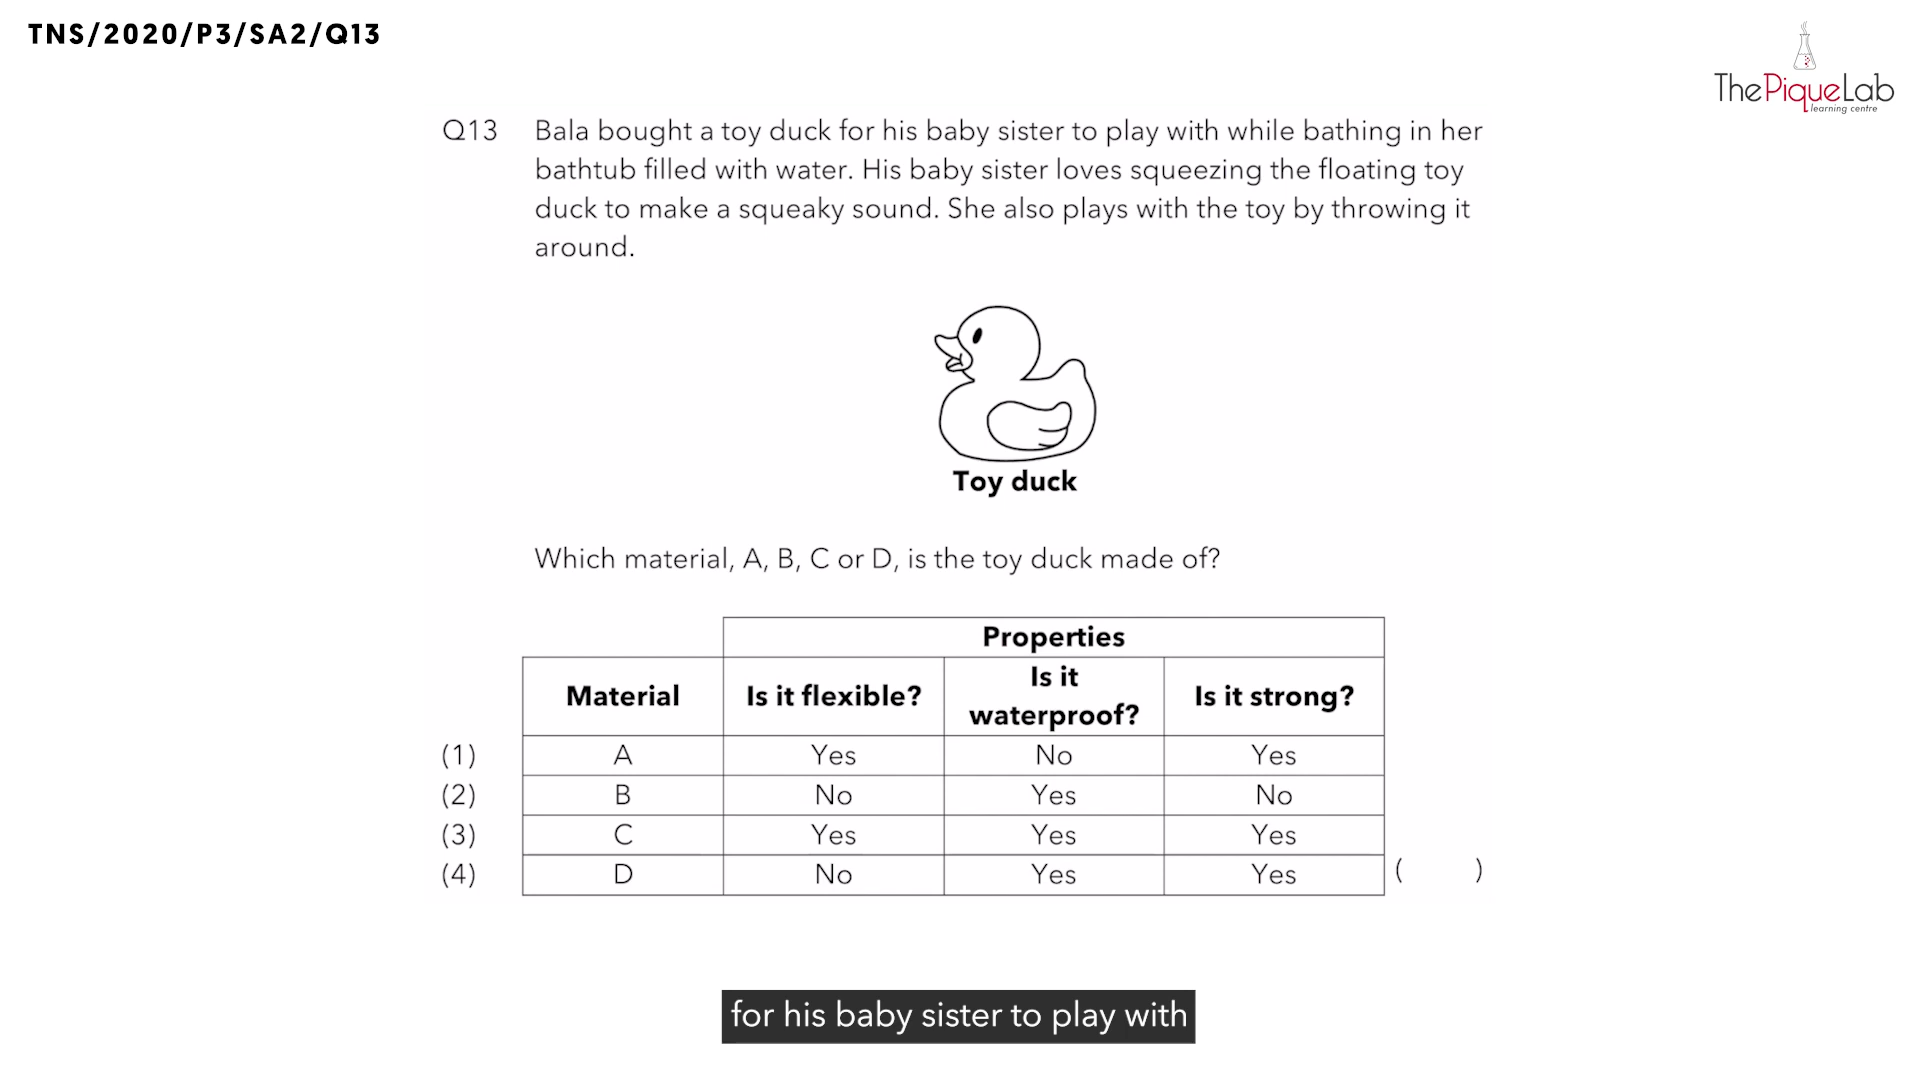 TNS/2020/P3/SA2/Q13
ThePiqueLab
learning centre
Q13 Bala bought a toy duck for his baby sister to play with while bathing in her
bathtub filled with water. His baby sister loves squeezing the floating toy
duck to make a squeaky sound. She also plays with the toy by throwing it
around.
Toy duck
Which material, A, B, C or D, is the toy duck made of?
Properties
Material Is it flexible? Is it waterproof? Is it strong?
(1) A Yes No Yes
(2) B No Yes No
(3) C Yes Yes Yes
(4) D No Yes Yes ( )
for his baby sister to play with